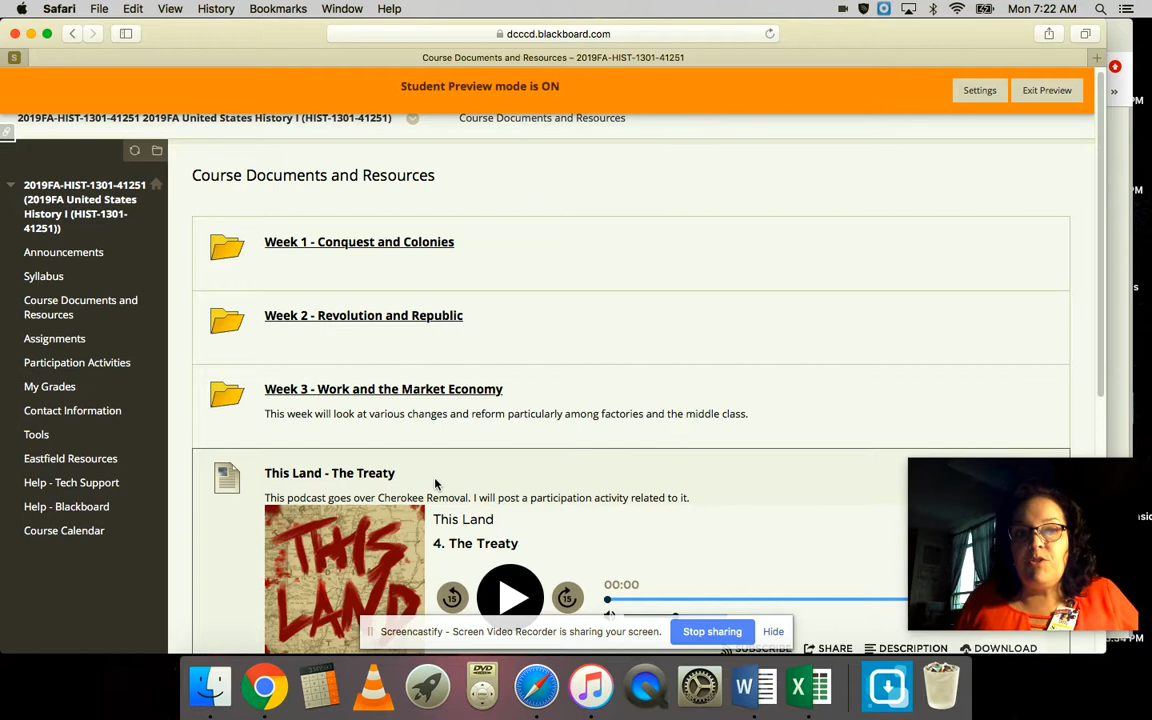 Safari File Edit View History Bookmarks Window Help Mon 7:22 AM
dcccd.blackboard.com
S Course Documents and Resources – 2019FA-HIST-1301-41251
Student Preview mode is ON Settings Exit Preview
2019FA-HIST-1301-41251 2019FA United States History I (HIST-1301-41251) Course Documents and Resources
2019FA-HIST-1301-41251
(2019FA United States
History I (HIST-1301-
41251))
Announcements
Syllabus
Course Documents and
Resources
Assignments
Participation Activities
My Grades
Contact Information
Tools
Eastfield Resources
Help - Tech Support
Help - Blackboard
Course Calendar
Course Documents and Resources
Week 1 - Conquest and Colonies
Week 2 - Revolution and Republic
Week 3 - Work and the Market Economy
This week will look at various changes and reform particularly among factories and the middle class.
This Land - The Treaty
This podcast goes over Cherokee Removal. I will post a participation activity related to it.
THIS
LAND
This Land
4. The Treaty
15 15 00:00
Screencastify - Screen Video Recorder is sharing your screen. Stop sharing Hide
SUBSCRIBE SHARE DESCRIPTION DOWNLOAD